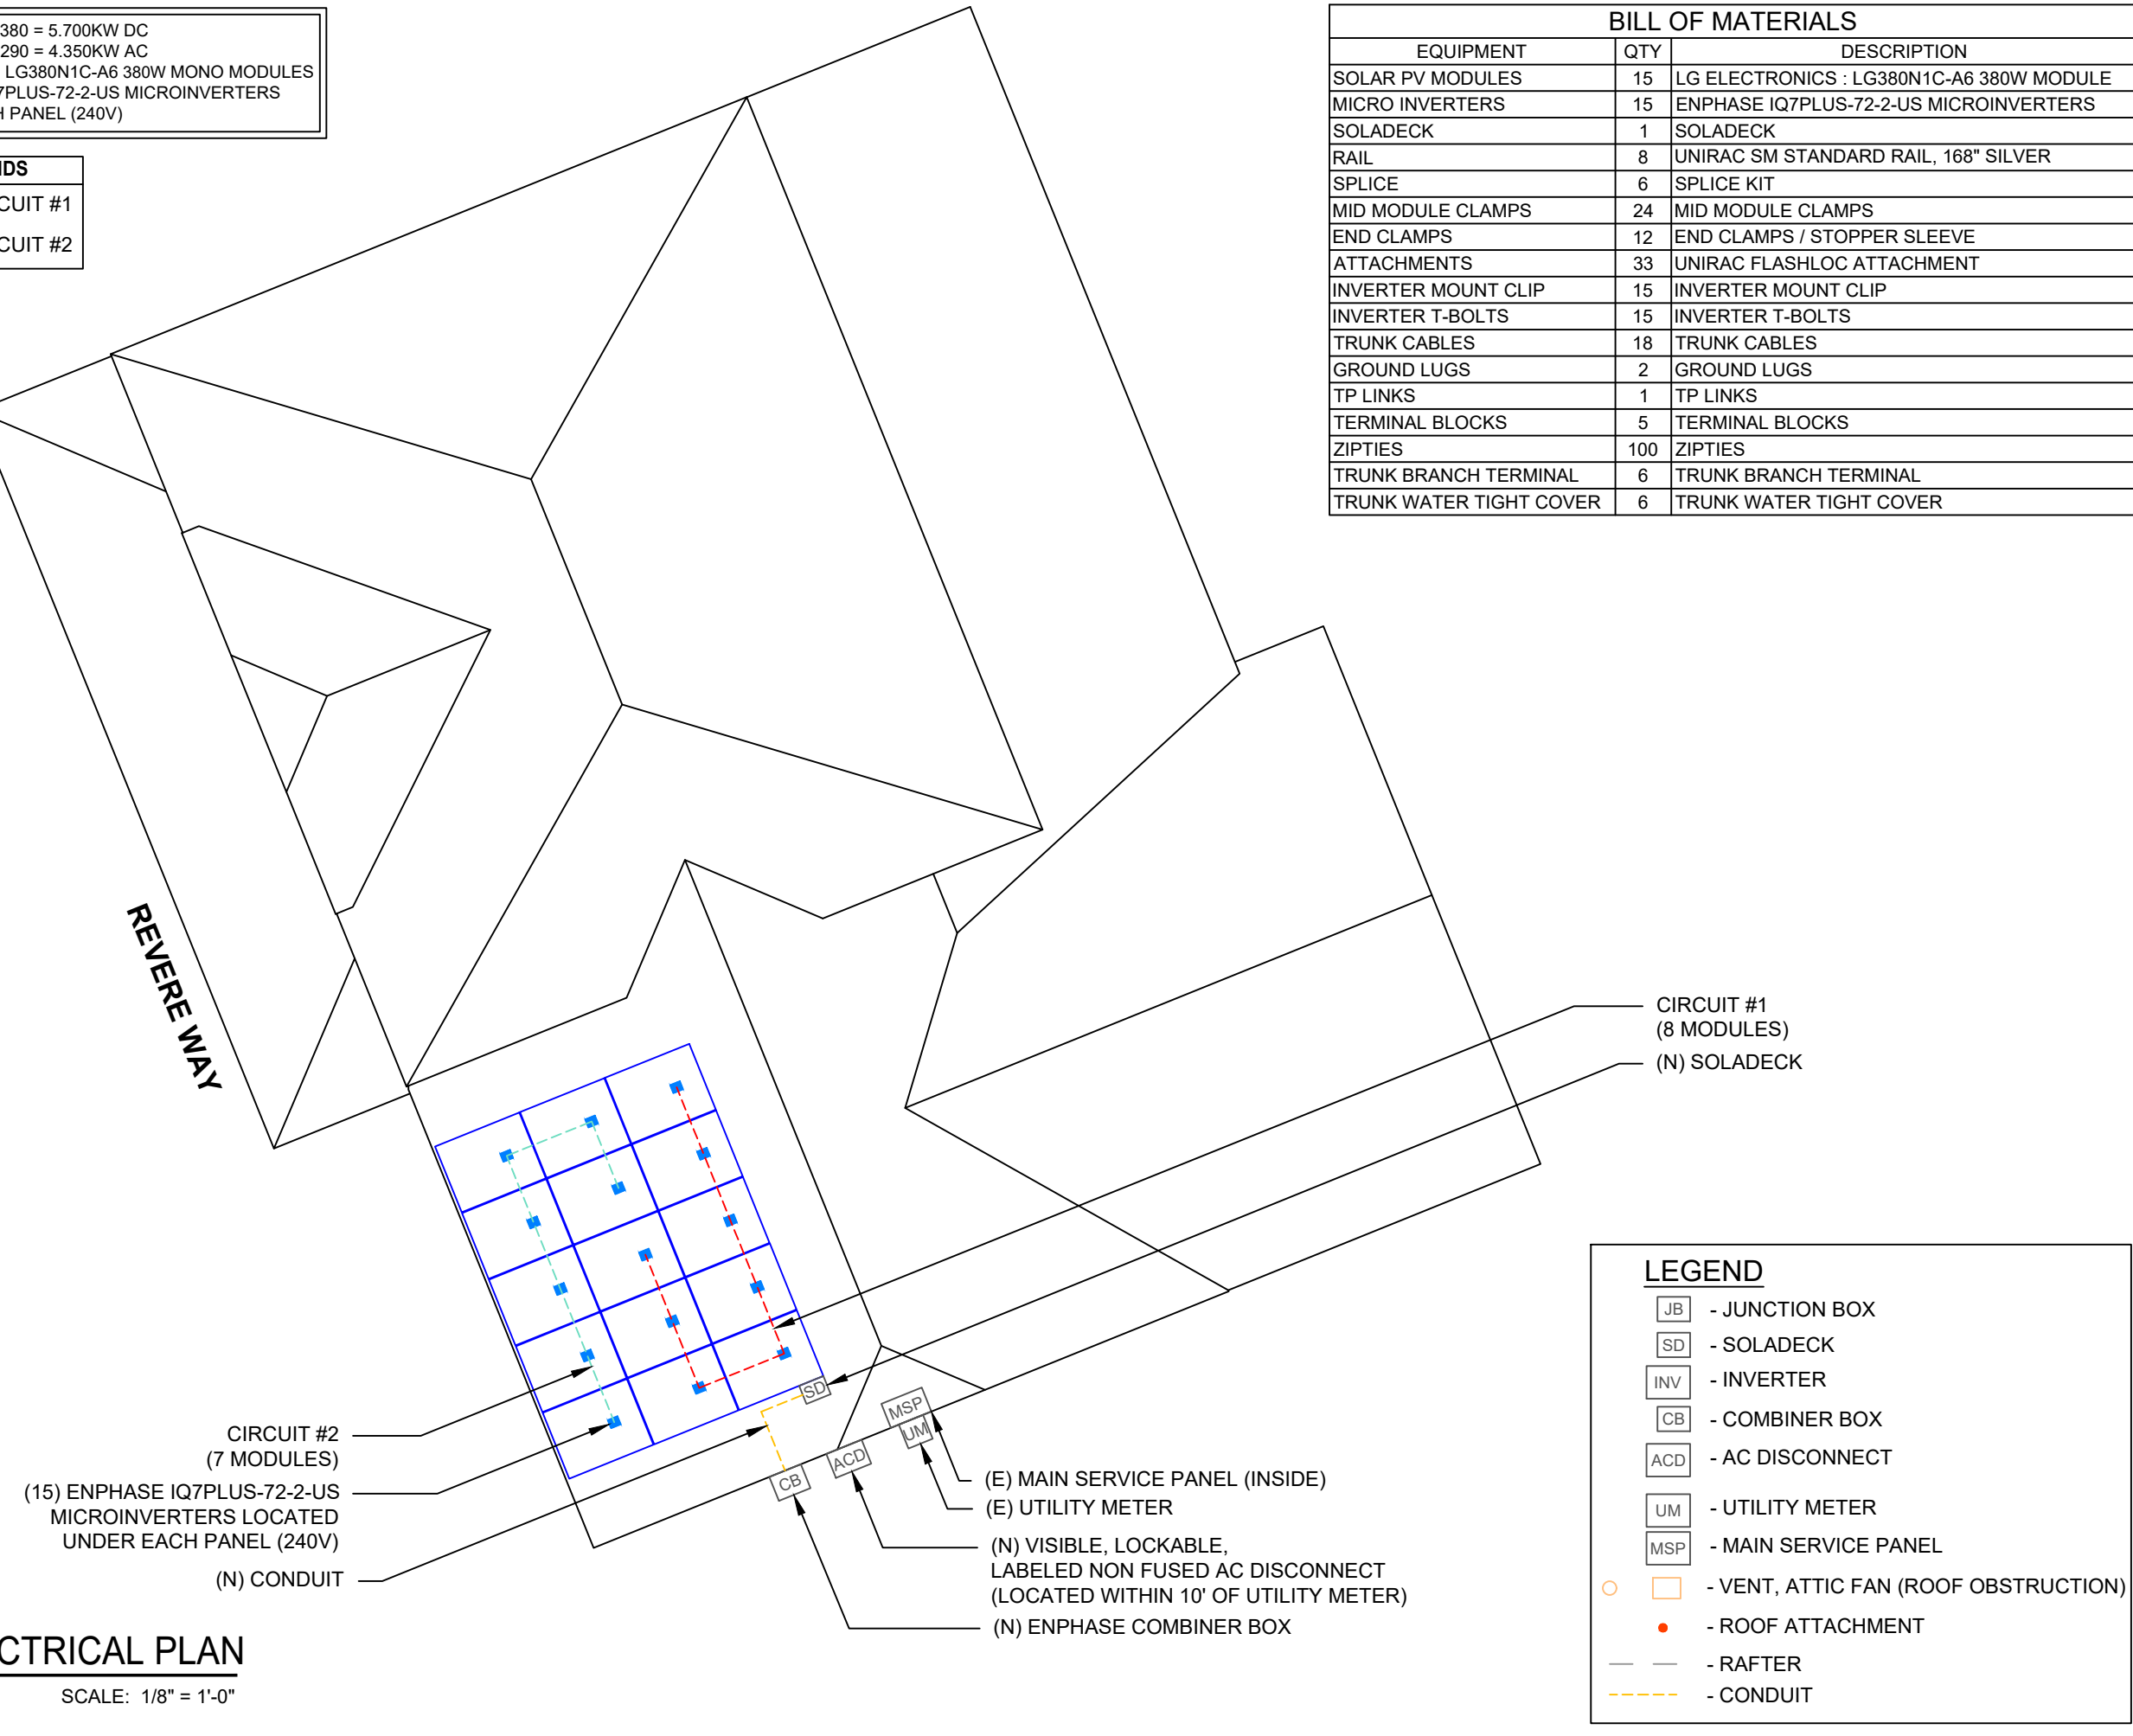 380 = 5.700KW DC
290 = 4.350KW AC
LG380N1C-A6 380W MONO MODULES
7PLUS-72-2-US MICROINVERTERS
H PANEL (240V)
NDS
CUIT #1
CUIT #2
BILL OF MATERIALS
EQUIPMENT QTY DESCRIPTION
SOLAR PV MODULES 15 LG ELECTRONICS : LG380N1C-A6 380W MODULE
MICRO INVERTERS 15 ENPHASE IQ7PLUS-72-2-US MICROINVERTERS
SOLADECK 1 SOLADECK
RAIL 8 UNIRAC SM STANDARD RAIL, 168" SILVER
SPLICE 6 SPLICE KIT
MID MODULE CLAMPS 24 MID MODULE CLAMPS
END CLAMPS 12 END CLAMPS / STOPPER SLEEVE
ATTACHMENTS 33 UNIRAC FLASHLOC ATTACHMENT
INVERTER MOUNT CLIP 15 INVERTER MOUNT CLIP
INVERTER T-BOLTS 15 INVERTER T-BOLTS
TRUNK CABLES 18 TRUNK CABLES
GROUND LUGS 2 GROUND LUGS
TP LINKS 1 TP LINKS
TERMINAL BLOCKS 5 TERMINAL BLOCKS
ZIPTIES 100 ZIPTIES
TRUNK BRANCH TERMINAL 6 TRUNK BRANCH TERMINAL
TRUNK WATER TIGHT COVER 6 TRUNK WATER TIGHT COVER
REVERE WAY
CIRCUIT #1
(8 MODULES)
(N) SOLADECK
SD
MSP
UM
ACD
CB
CIRCUIT #2
(7 MODULES)
(15) ENPHASE IQ7PLUS-72-2-US
MICROINVERTERS LOCATED
UNDER EACH PANEL (240V)
(N) CONDUIT
(E) MAIN SERVICE PANEL (INSIDE)
(E) UTILITY METER
(N) VISIBLE, LOCKABLE,
LABELED NON FUSED AC DISCONNECT
(LOCATED WITHIN 10' OF UTILITY METER)
(N) ENPHASE COMBINER BOX
LEGEND
JB - JUNCTION BOX
SD - SOLADECK
INV - INVERTER
CB - COMBINER BOX
ACD - AC DISCONNECT
UM - UTILITY METER
MSP - MAIN SERVICE PANEL
- VENT, ATTIC FAN (ROOF OBSTRUCTION)
- ROOF ATTACHMENT
- RAFTER
- CONDUIT
CTRICAL PLAN
SCALE: 1/8" = 1'-0"